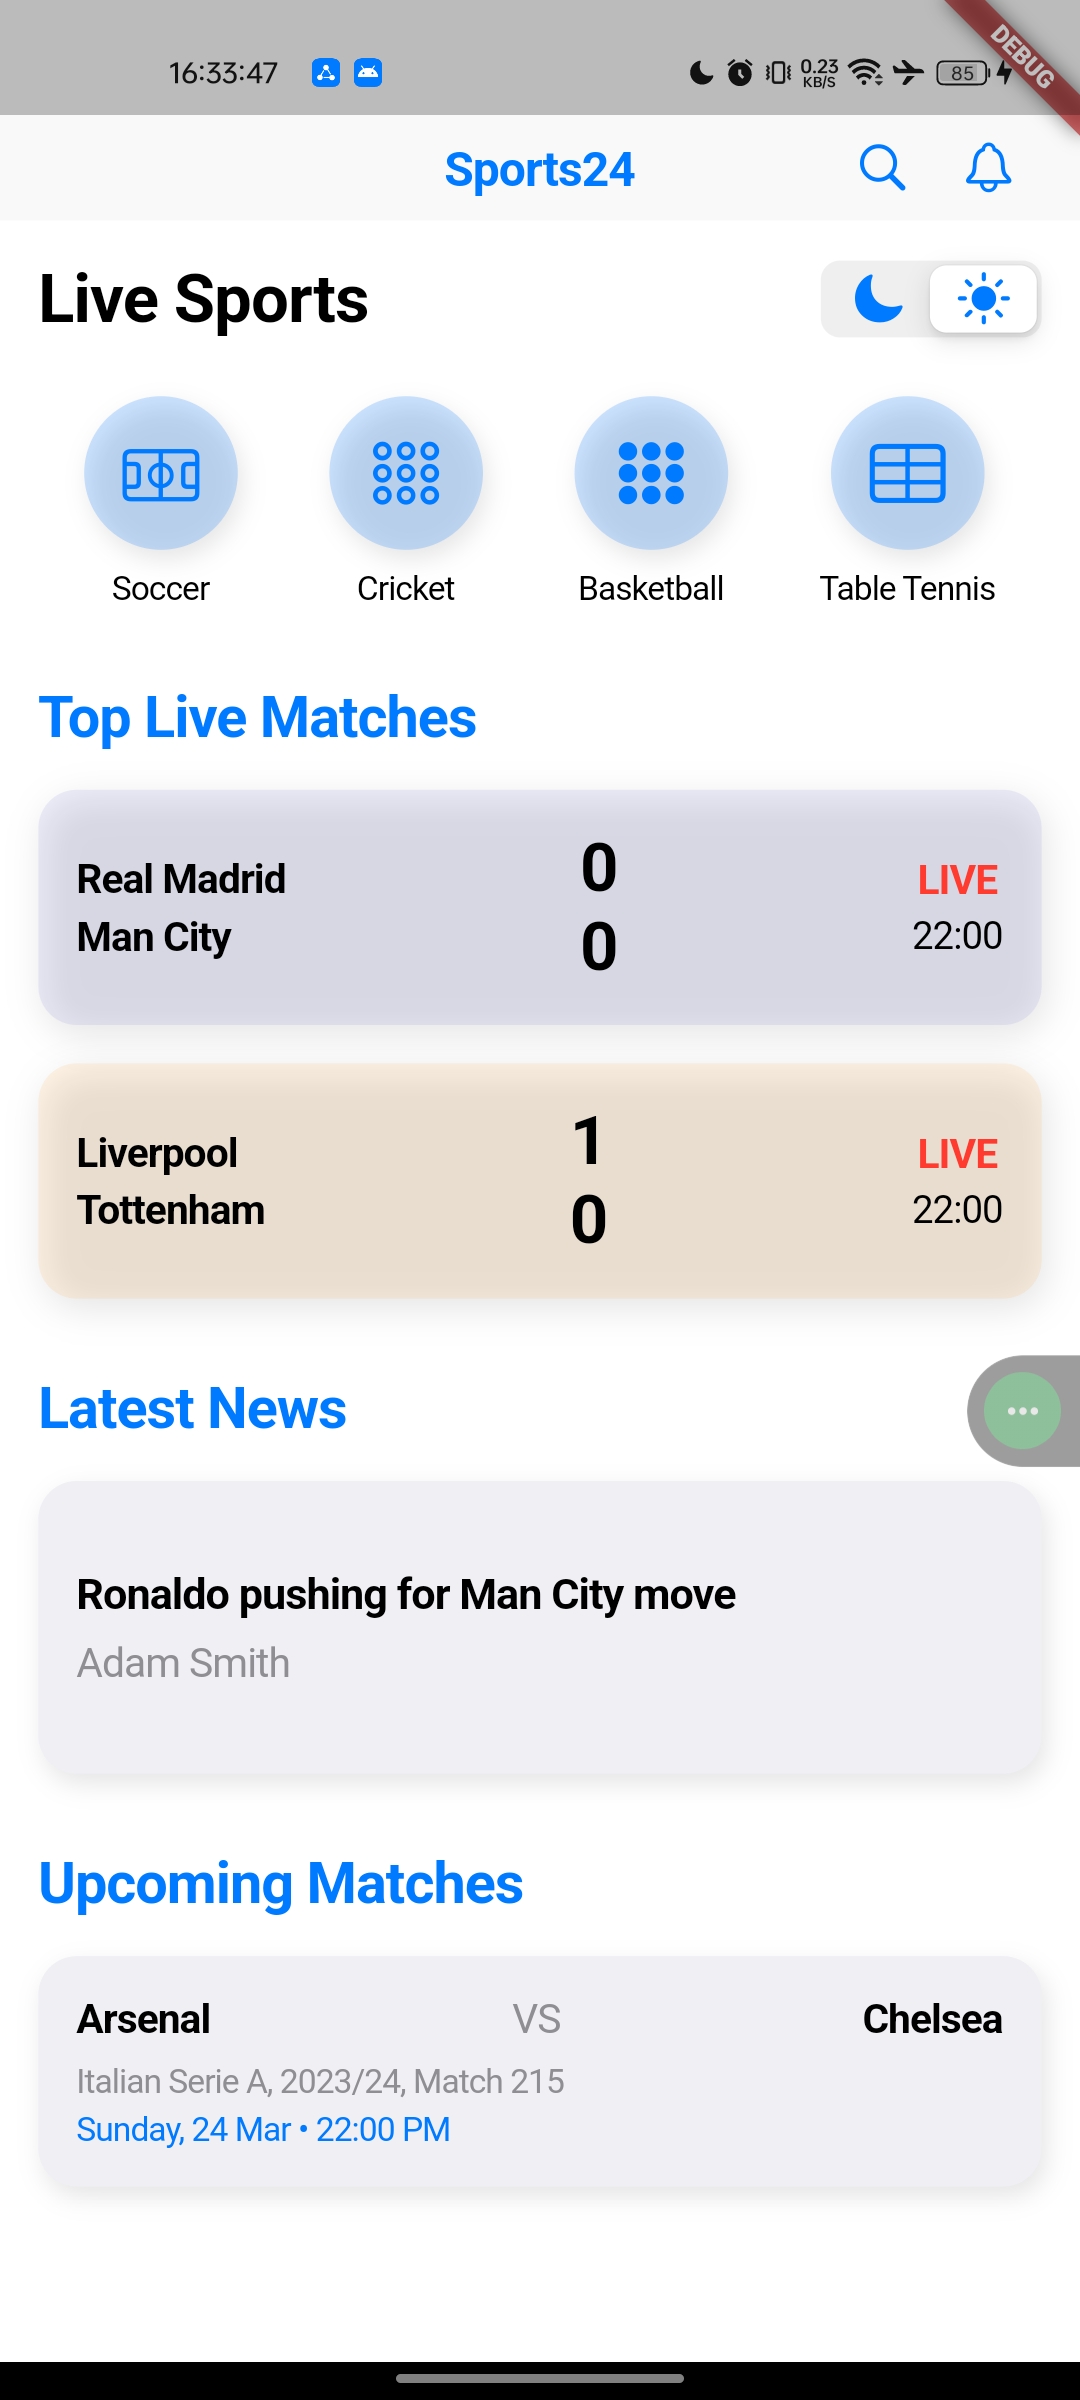 16:33:47
0.23
KB/S
85
DEBUG
Sports24
Live Sports
Soccer
Cricket
Basketball
Table Tennis
Top Live Matches
Real Madrid
0
LIVE
Man City
0
22:00
Liverpool
1
LIVE
Tottenham
0
22:00
Latest News
Ronaldo pushing for Man City move
Adam Smith
Upcoming Matches
Arsenal VS Chelsea
Italian Serie A, 2023/24, Match 215
Sunday, 24 Mar • 22:00 PM